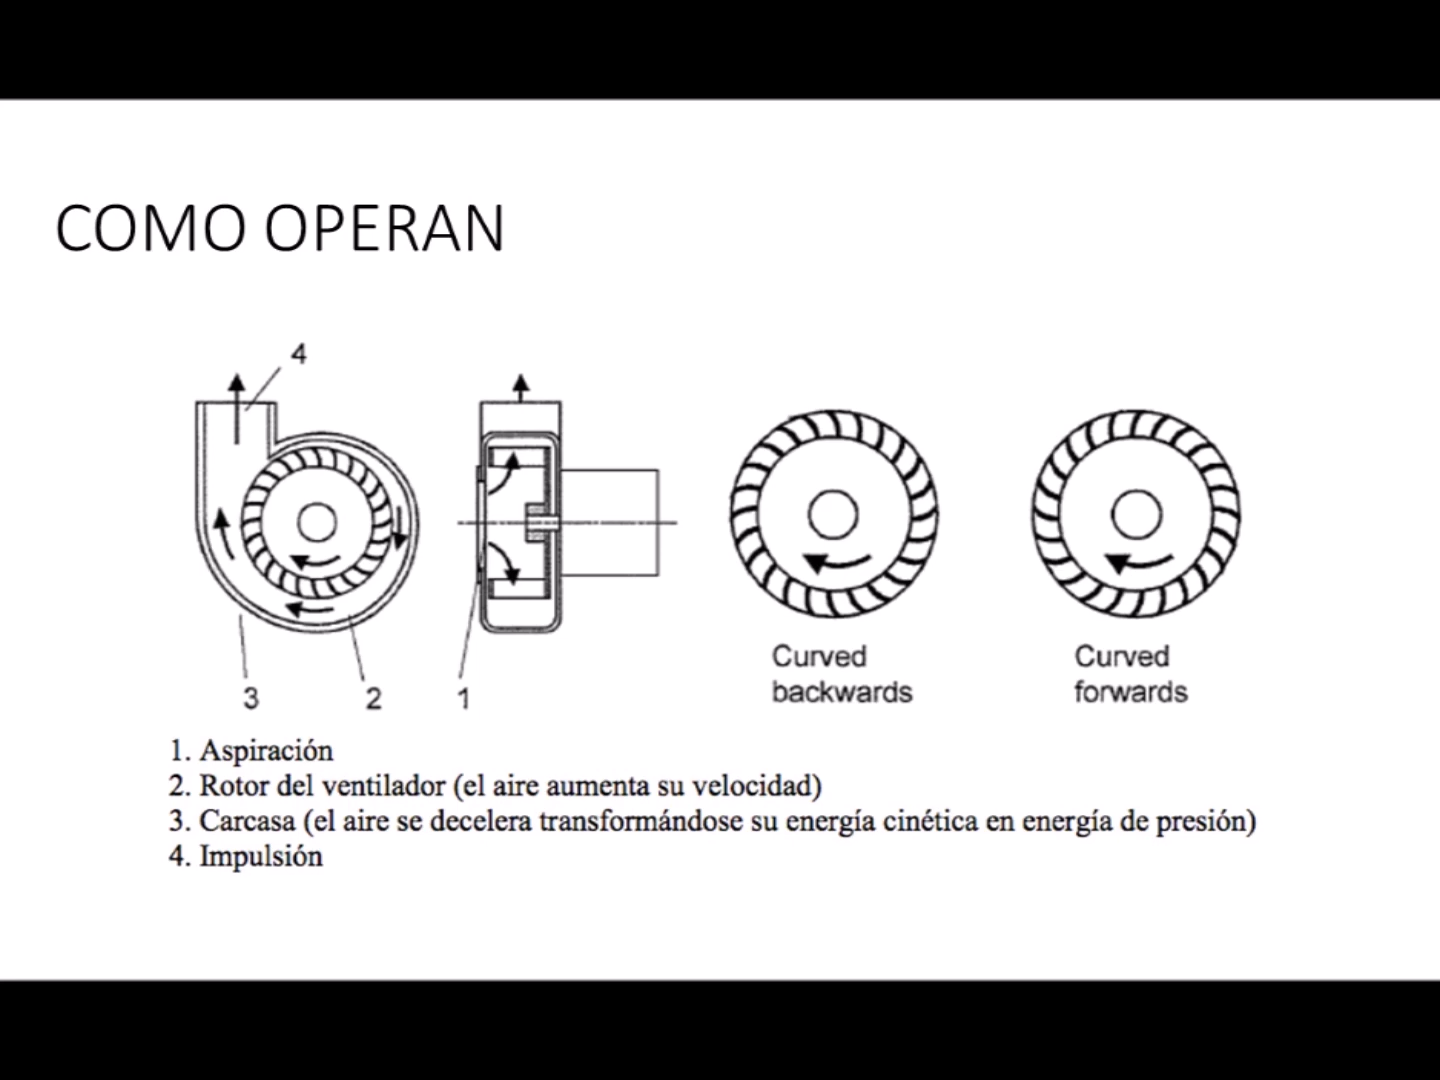 COMO OPERAN
4
3
2
1
Curved
backwards
Curved
forwards
1. Aspiración
2. Rotor del ventilador (el aire aumenta su velocidad)
3. Carcasa (el aire se decelera transformándose su energía cinética en energía de presión)
4. Impulsión